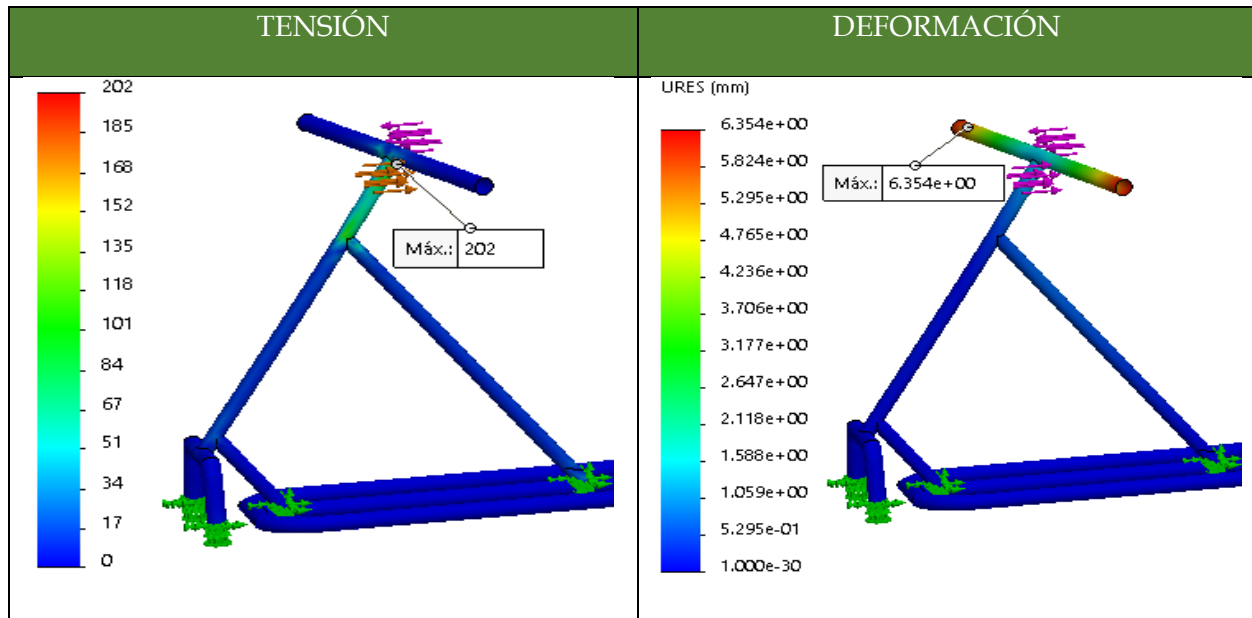 TENSIÓN
202
185
168
152
135
118
101
84
67
51
34
17
0
Máx.: 202
DEFORMACIÓN
URES (mm)
6.354e+00
5.824e+00
5.295e+00
4.765e+00
4.236e+00
3.706e+00
3.177e+00
2.647e+00
2.118e+00
1.588e+00
1.059e+00
5.295e-01
1.000e-30
Máx.: 6.354e+00